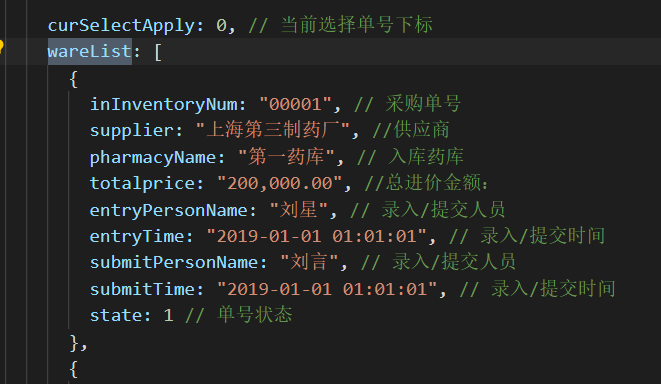 curSelectApply: 0, // 当前选择单号下标
wareList: [
{
inInventoryNum: "00001", // 采购单号
supplier: "上海第三制药厂", //供应商
pharmacyName: "第一药库", // 入库药库
totalprice: "200,000.00", //总进价金额：
entryPersonName: "刘星", // 录入/提交人员
entryTime: "2019-01-01 01:01:01", // 录入/提交时间
submitPersonName: "刘言", // 录入/提交人员
submitTime: "2019-01-01 01:01:01", // 录入/提交时间
state: 1 // 单号状态
},
{